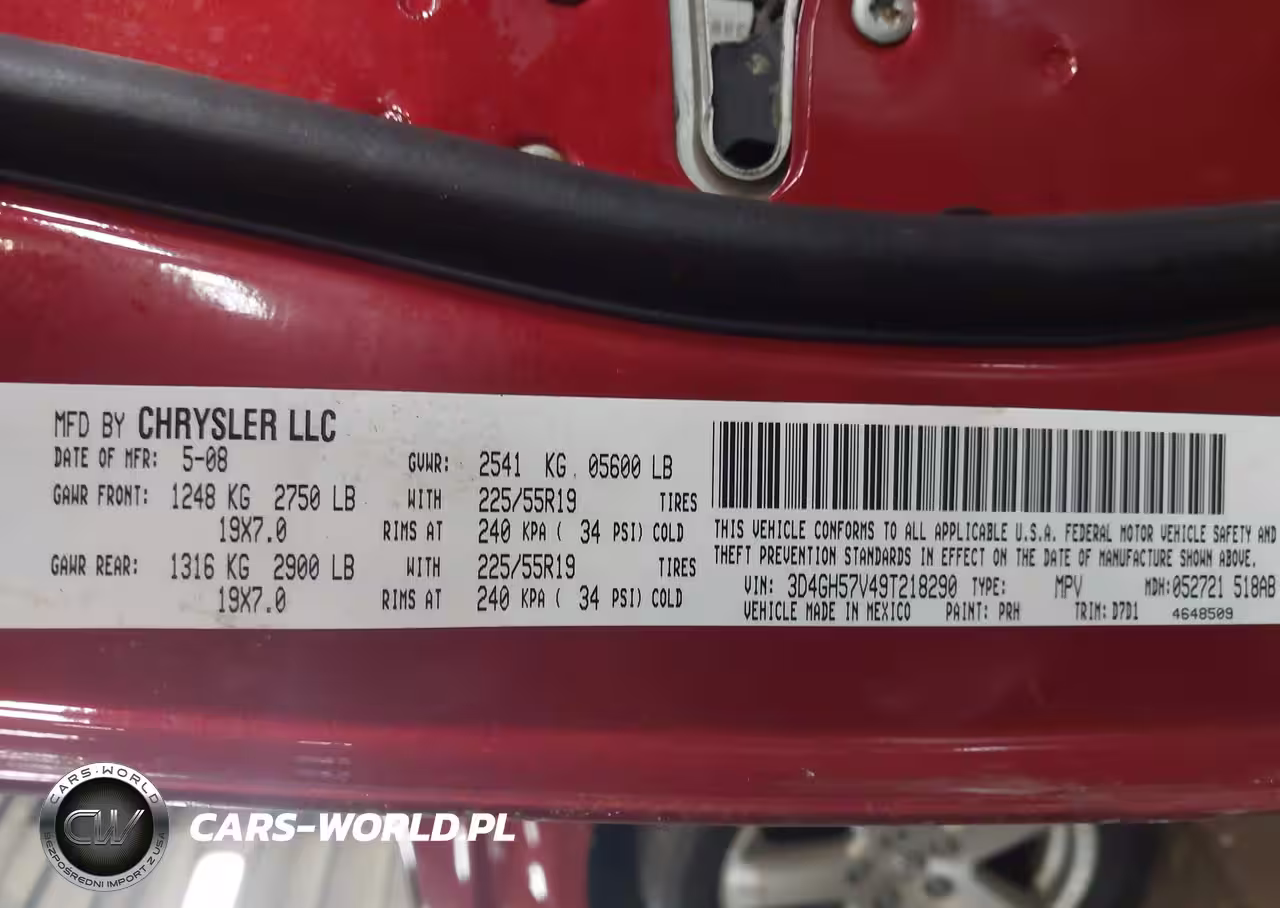 MFD BY CHRYSLER LLC
DATE OF MFR: 5-08 GVWR: 2541 KG 05600 LB
GAWR FRONT: 1248 KG 2750 LB WITH 225/55R19 TIRES
19X7.0 RIMS AT 240 KPA ( 34 PSI) COLD
GAWR REAR: 1316 KG 2900 LB WITH 225/55R19 TIRES
19X7.0 RIMS AT 240 KPA ( 34 PSI) COLD
THIS VEHICLE CONFORMS TO ALL APPLICABLE U.S.A. FEDERAL MOTOR VEHICLE SAFETY AND
THEFT PREVENTION STANDARDS IN EFFECT ON THE DATE OF MANUFACTURE SHOWN ABOVE.
VIN: 3D4GH57V49T218290 TYPE: MPV MDH: 052721 518AB
VEHICLE MADE IN MEXICO PAINT: PRH TRIM: D7D1 4648509
CARS-WORLD
CW
BEZPOŚREDNI IMPORT Z USA
CARS-WORLD.PL